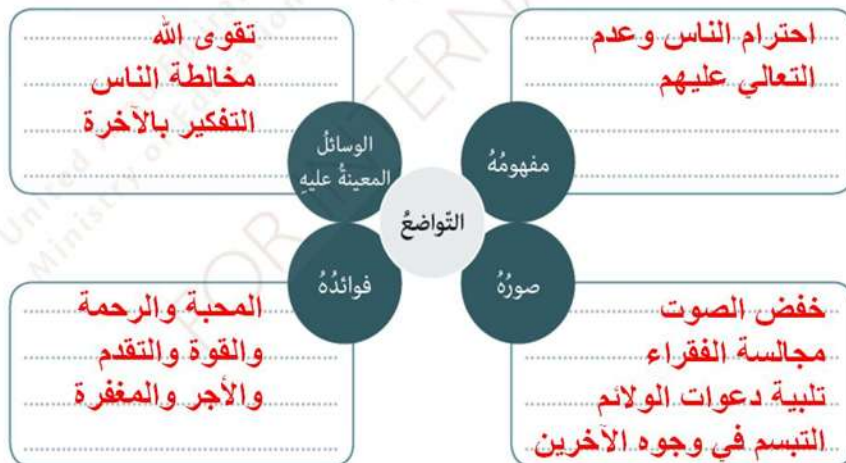 احترام الناس وعدم
التعالي عليهم
مفهومُهُ
تقوى الله
مخالطة الناس
التفكير بالآخرة
الوسائلُ
المعينةُ عليهِ
التّواضعُ
صورُهُ
خفض الصوت
مجالسة الفقراء
تلبية دعوات الولائم
التبسم في وجوه الآخرين
فوائدُهُ
المحبة والرحمة
والقوة والتقدم
والأجر والمغفرة